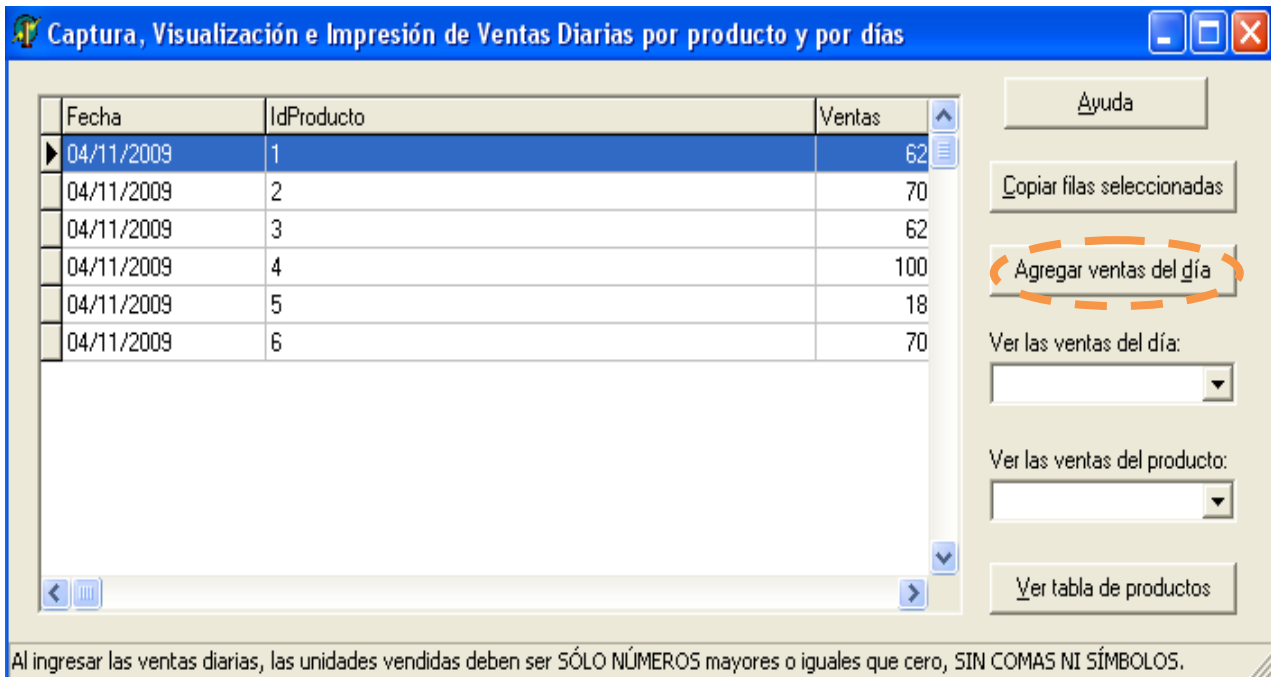 Captura, Visualización e Impresión de Ventas Diarias por producto y por días
Fecha IdProducto Ventas
04/11/2009 1 62
04/11/2009 2 70
04/11/2009 3 62
04/11/2009 4 100
04/11/2009 5 18
04/11/2009 6 70
Ayuda
Copiar filas seleccionadas
Agregar ventas del día
Ver las ventas del día:
Ver las ventas del producto:
Ver tabla de productos
Al ingresar las ventas diarias, las unidades vendidas deben ser SÓLO NÚMEROS mayores o iguales que cero, SIN COMAS NI SÍMBOLOS.